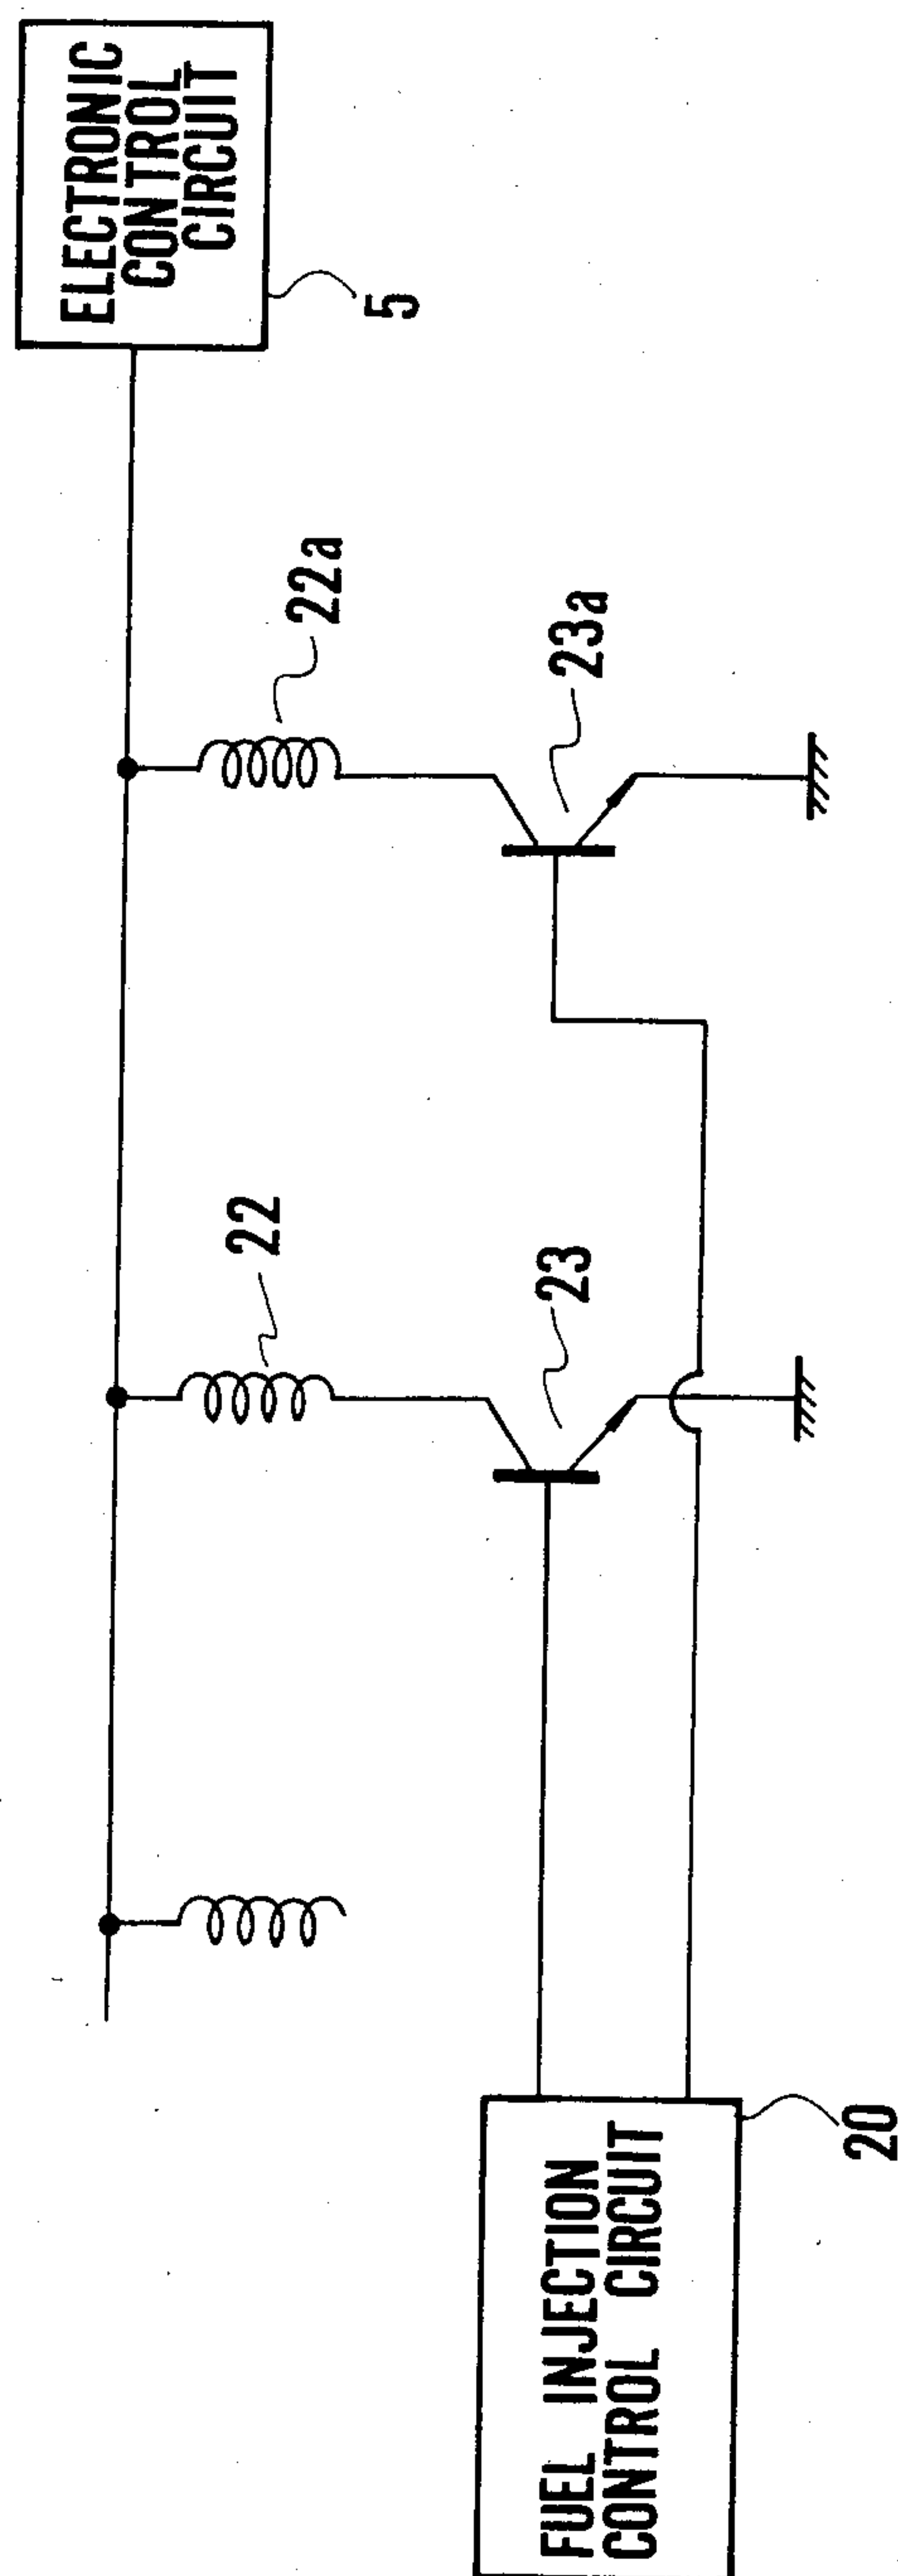 ELECTRONIC
CONTROL
CIRCUIT
5
22a
23a
22
23
FUEL INJECTION
CONTROL CIRCUIT
20